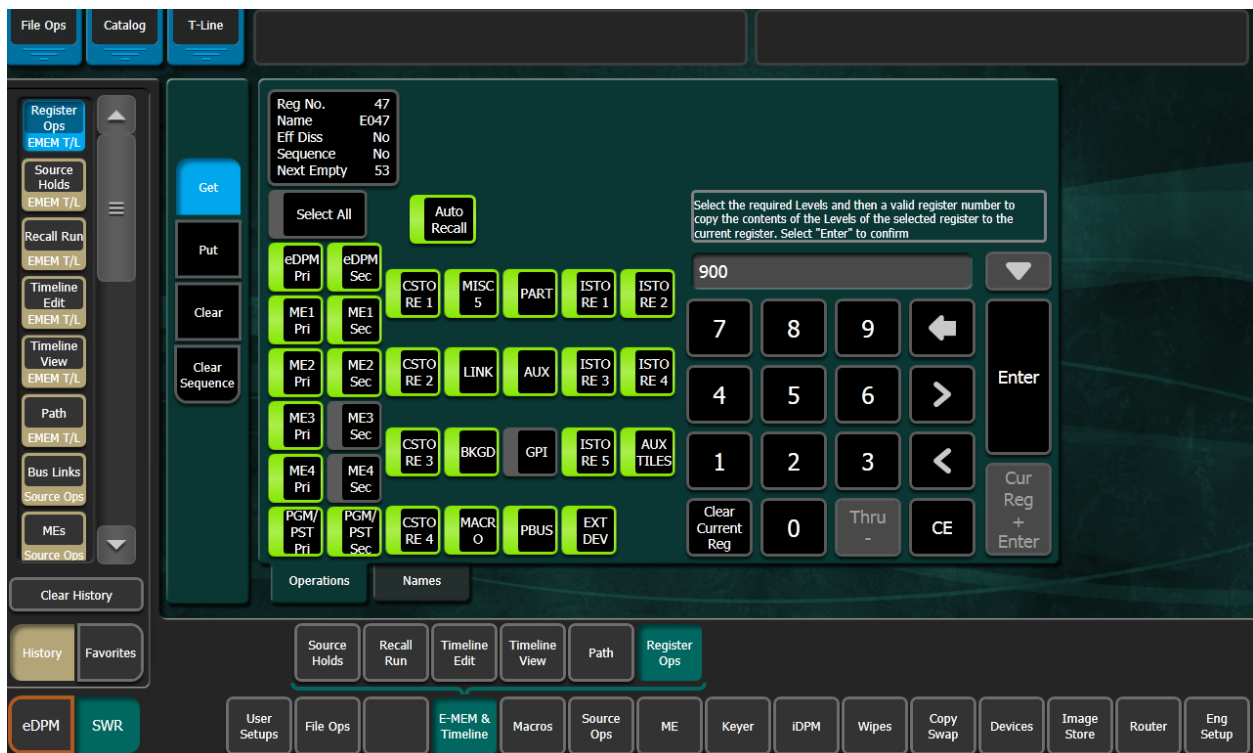 File Ops
Catalog
T-Line
Register
Ops
EMEM T/L
Source
Holds
EMEM T/L
Recall Run
EMEM T/L
Timeline
Edit
EMEM T/L
Timeline
View
EMEM T/L
Path
EMEM T/L
Bus Links
Source Ops
MEs
Source Ops
Clear History
History
Favorites
Get
Put
Clear
Clear
Sequence
Reg No. 47
Name E047
Eff Diss No
Sequence No
Next Empty 53
Select All
Auto
Recall
eDPM
Pri
eDPM
Sec
ME1
Pri
ME1
Sec
ME2
Pri
ME2
Sec
ME3
Pri
ME3
Sec
ME4
Pri
ME4
Sec
PGM/
PST
Pri
PGM/
PST
Sec
CSTO
RE 1
MISC
5
PART
ISTO
RE 1
ISTO
RE 2
CSTO
RE 2
LINK
AUX
ISTO
RE 3
ISTO
RE 4
CSTO
RE 3
BKGD
GPI
ISTO
RE 5
AUX
TILES
CSTO
RE 4
MACR
O
PBUS
EXT
DEV
Select the required Levels and then a valid register number to
copy the contents of the Levels of the selected register to the
current register. Select "Enter" to confirm
900
7
8
9
4
5
6
>
Enter
1
2
3
<
Clear
Current
Reg
0
Thru
-
CE
Cur
Reg
+
Enter
Operations
Names
Source
Holds
Recall
Run
Timeline
Edit
Timeline
View
Path
Register
Ops
eDPM
SWR
User
Setups
File Ops
E-MEM &
Timeline
Macros
Source
Ops
ME
Keyer
iDPM
Wipes
Copy
Swap
Devices
Image
Store
Router
Eng
Setup